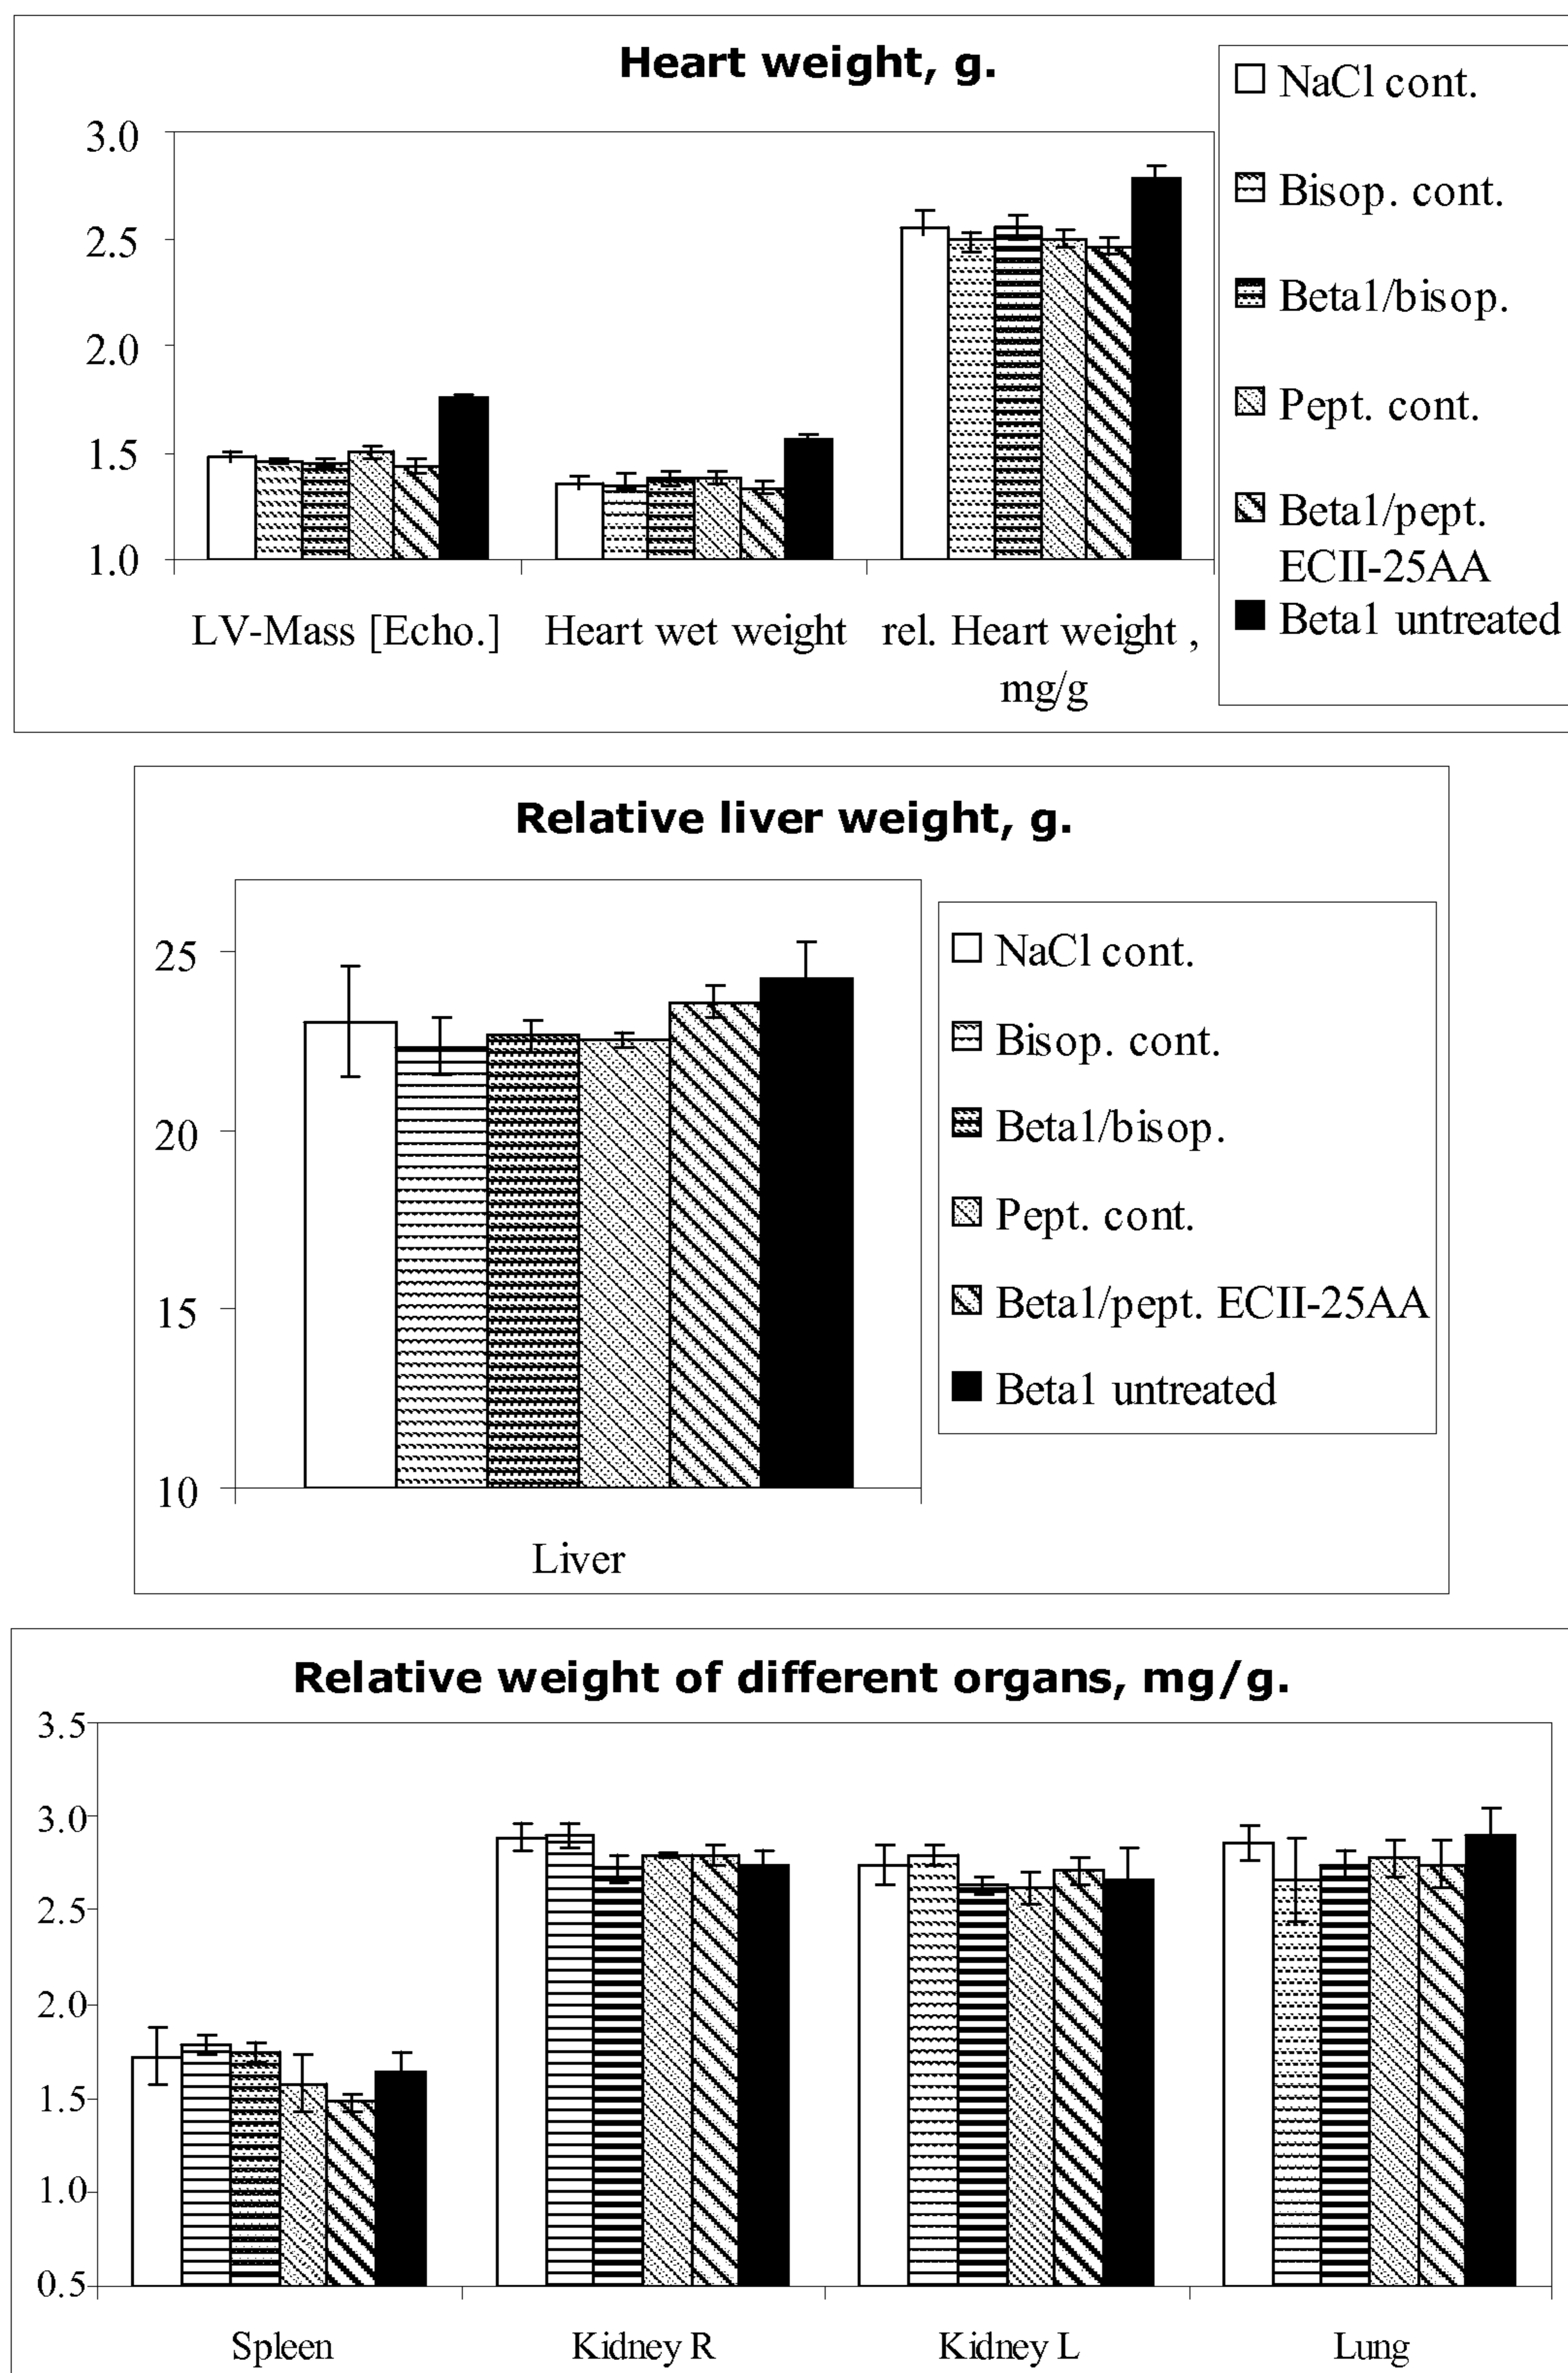 Heart weight, g.
3.0
2.5
2.0
1.5
1.0
LV-Mass [Echo.]
Heart wet weight
rel. Heart weight ,
mg/g
NaCl cont.
Bisop. cont.
Beta1/bisop.
Pept. cont.
Beta1/pept.
ECII-25AA
Beta1 untreated
Relative liver weight, g.
25
20
15
10
Liver
NaCl cont.
Bisop. cont.
Beta1/bisop.
Pept. cont.
Beta1/pept. ECII-25AA
Beta1 untreated
Relative weight of different organs, mg/g.
3.5
3.0
2.5
2.0
1.5
1.0
0.5
Spleen
Kidney R
Kidney L
Lung